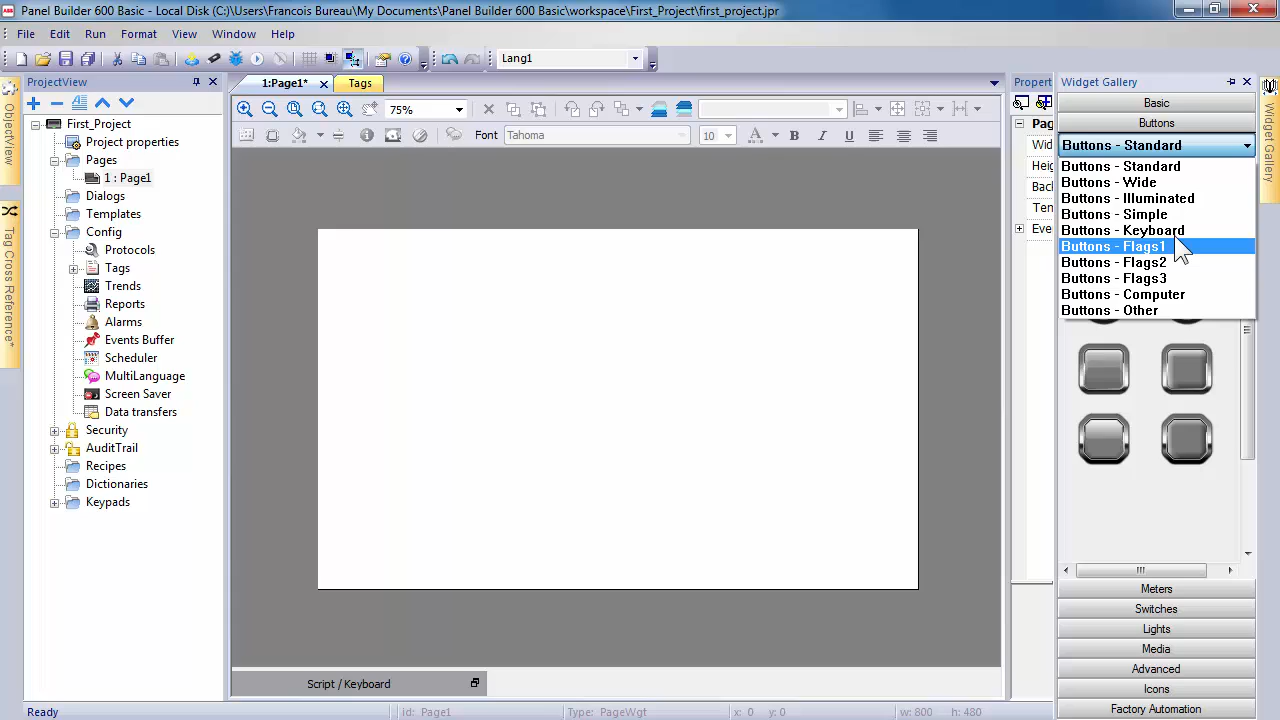 Panel Builder 600 Basic - Local Disk (C:)\Users\Francois Bureau\My Documents\Panel Builder 600 Basic\workspace\First_Project\first_project.jpr
File Edit Run Format View Window Help
Lang1
ProjectView
1:Page1* Tags
Propert
Widget Gallery
ObjectView
Tag Cross Reference*
Widget Gallery
75%
Font Tahoma 10 A B I U
First_Project
Project properties
Pages
1 : Page1
Dialogs
Templates
Config
Protocols
Tags
Trends
Reports
Alarms
Events Buffer
Scheduler
MultiLanguage
Screen Saver
Data transfers
Security
AuditTrail
Recipes
Dictionaries
Keypads
Pag
Wid
Heig
Back
Ten
Eve
Basic
Buttons
Buttons - Standard
Buttons - Standard
Buttons - Wide
Buttons - Illuminated
Buttons - Simple
Buttons - Keyboard
Buttons - Flags1
Buttons - Flags2
Buttons - Flags3
Buttons - Computer
Buttons - Other
Meters
Switches
Lights
Media
Advanced
Icons
Factory Automation
Script / Keyboard
Ready id: Page1 Type: PageWgt x: 0 y: 0 w: 800 h: 480